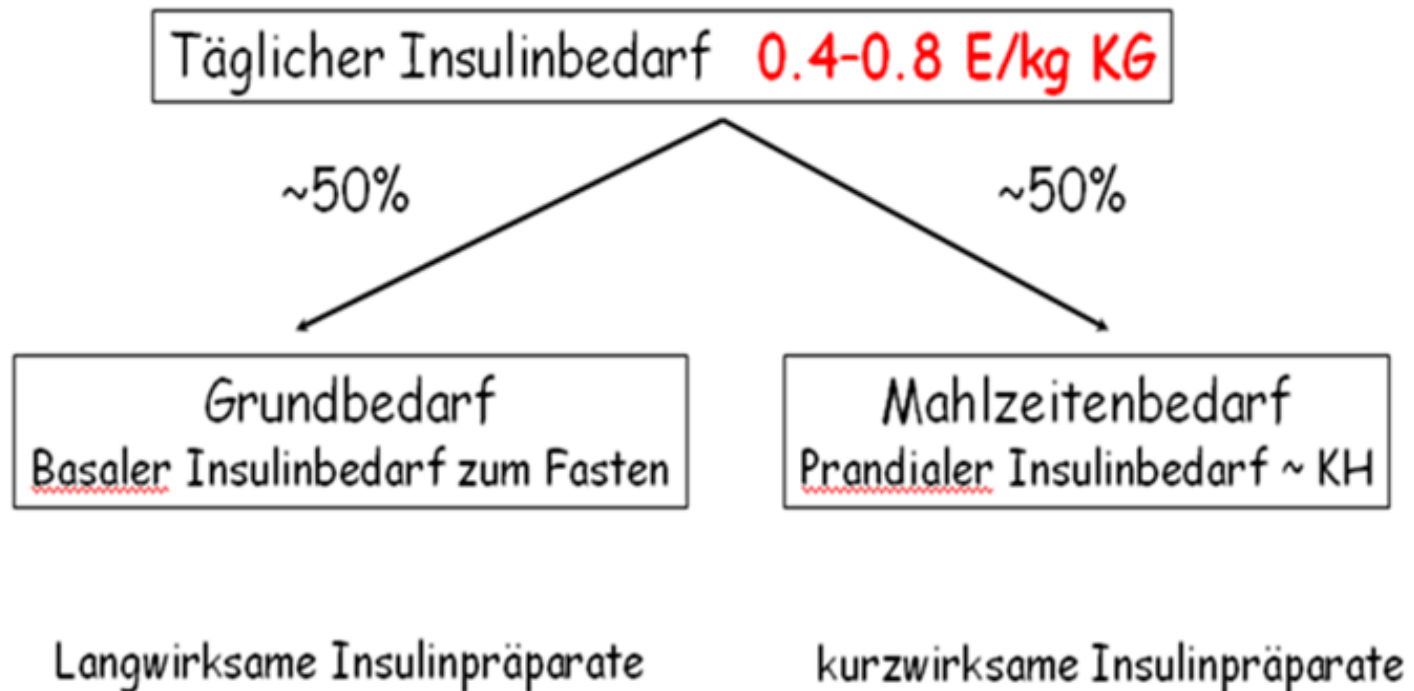 Täglicher Insulinbedarf 0.4-0.8 E/kg KG
~50%
~50%
Grundbedarf
Basaler Insulinbedarf zum Fasten
Mahlzeitenbedarf
Prandialer Insulinbedarf ~ KH
Langwirksame Insulinpräparate
kurzwirksame Insulinpräparate